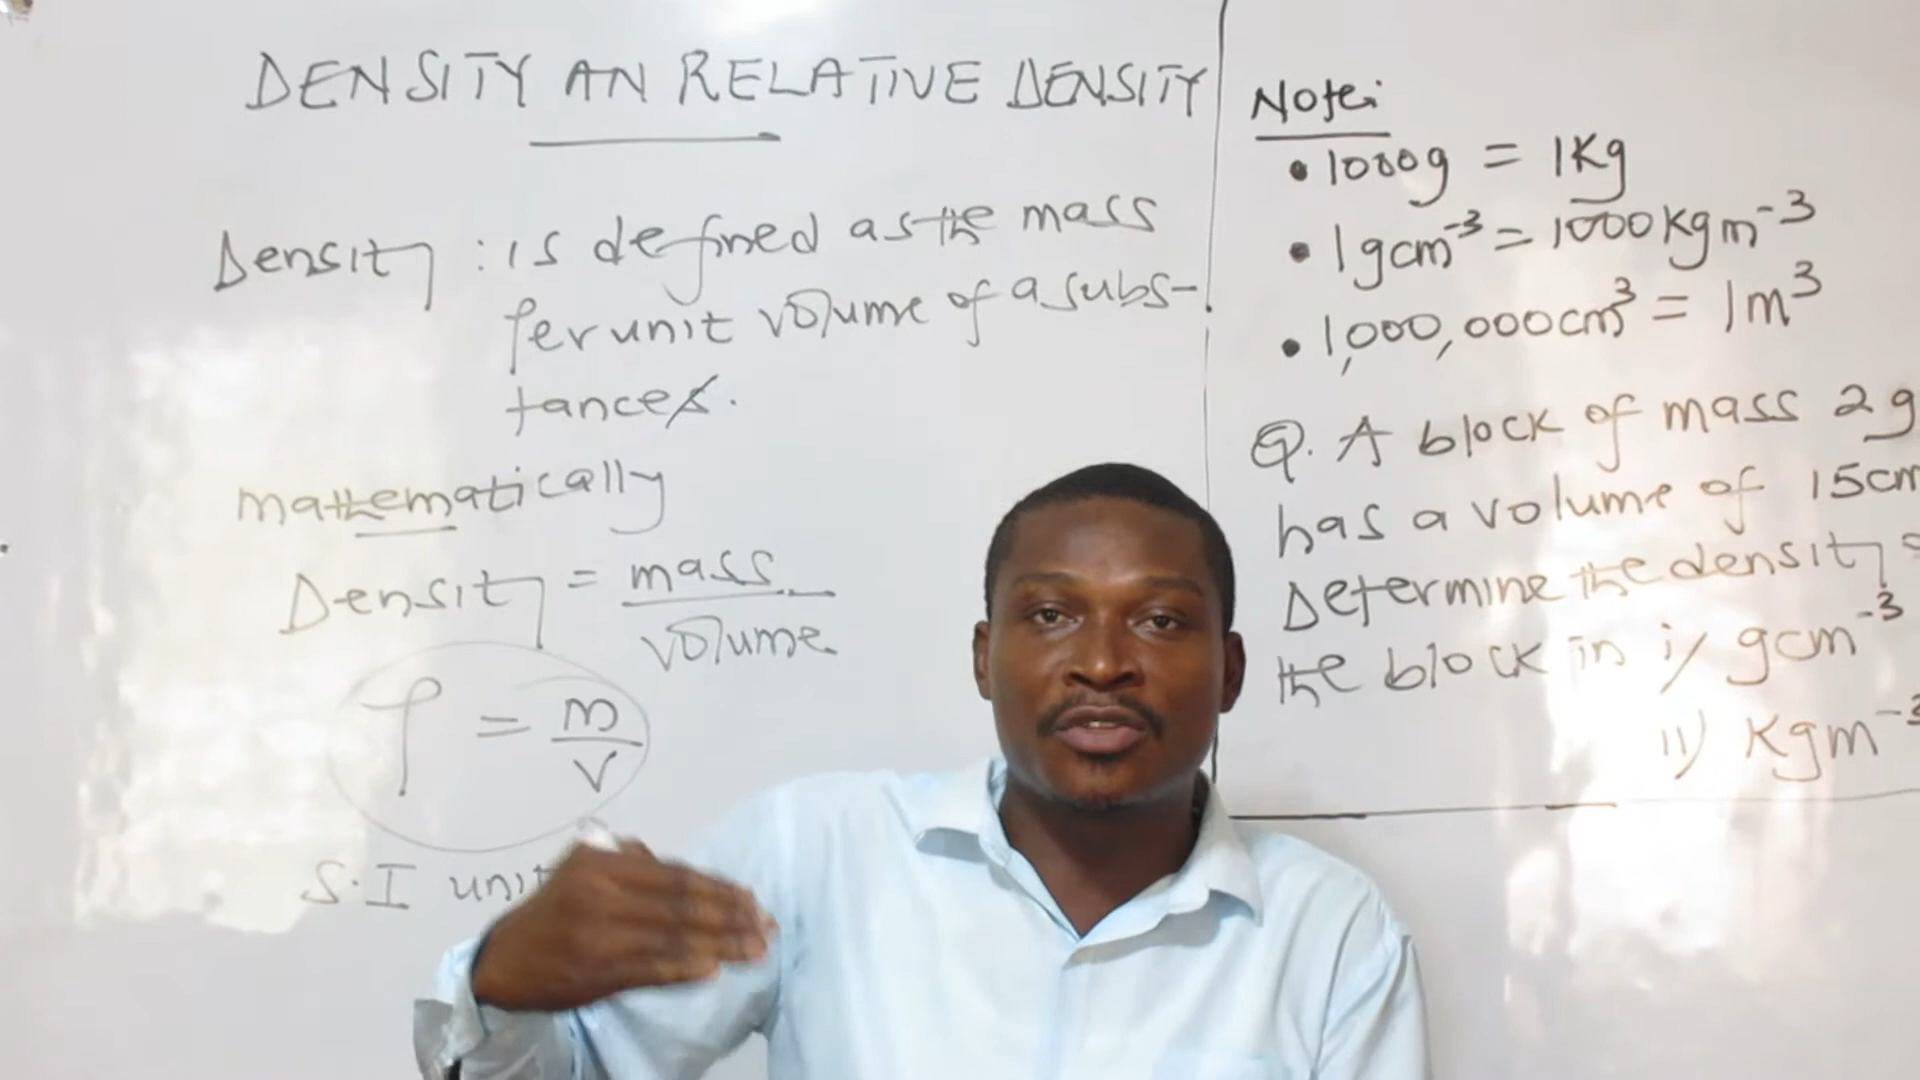 DENSITY AN RELATIVE DENSITY
Density : is defined as the mass
per unit volume of a subs-
tance.
mathematically
Density = mass
volume
ρ = m
v
S.I unit
Note:
• 1000g = 1Kg
• 1gcm⁻³ = 1000Kgm⁻³
• 1,000,000cm³ = 1m³
Q. A block of mass 2g
has a volume of 15cm
Determine the density
the block in i/ gcm⁻³
ii) Kgm⁻³